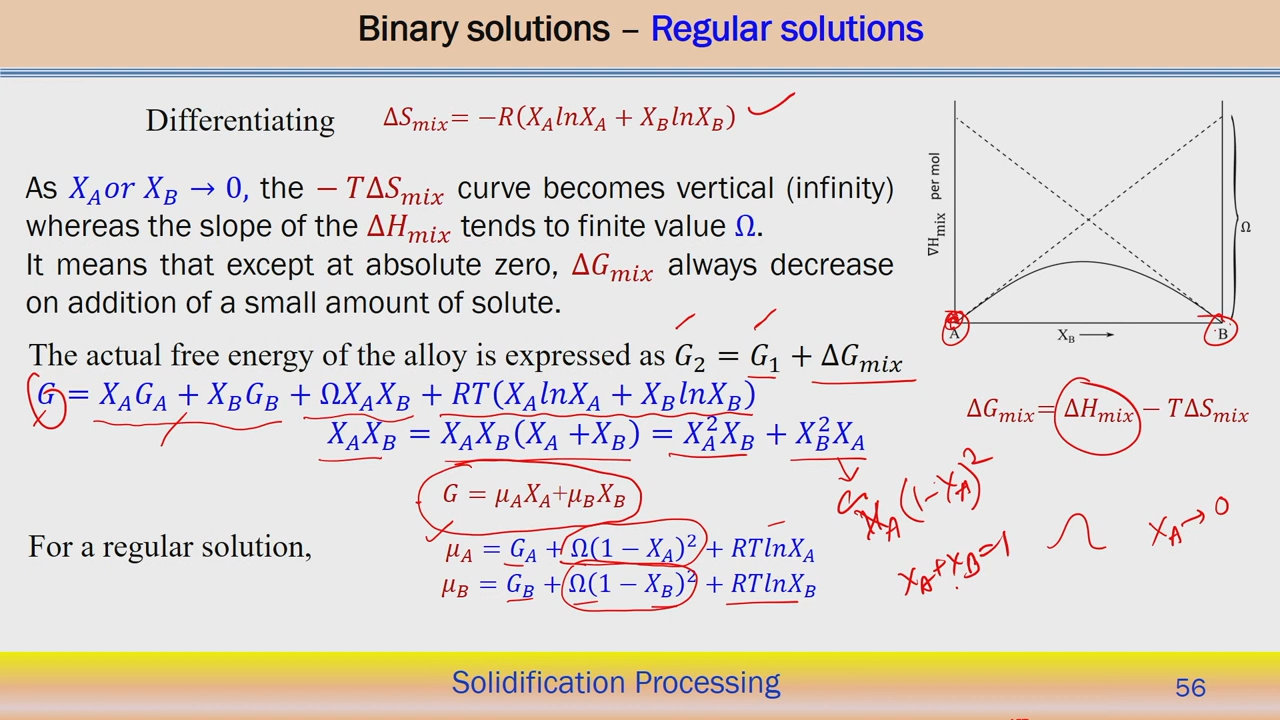 Binary solutions – Regular solutions
Differentiating ΔS_mix = −R(X_A lnX_A + X_B lnX_B)
As X_A or X_B → 0, the − TΔS_mix curve becomes vertical (infinity)
whereas the slope of the ΔH_mix tends to finite value Ω.
It means that except at absolute zero, ΔG_mix always decrease
on addition of a small amount of solute.
∇H_mix per mol
Ω
A
X_B
B
The actual free energy of the alloy is expressed as G_2 = G_1 + ΔG_mix
G = X_A G_A + X_B G_B + ΩX_A X_B + RT(X_A lnX_A + X_B lnX_B)
ΔG_mix = ΔH_mix − TΔS_mix
X_A X_B = X_A X_B(X_A + X_B) = X_A^2 X_B + X_B^2 X_A
X_A (1-X_A)^2
G = μ_A X_A + μ_B X_B
For a regular solution,
μ_A = G_A + Ω(1 − X_A)^2 + RTlnX_A
μ_B = G_B + Ω(1 − X_B)^2 + RTlnX_B
X_A + X_B = 1
X_A → 0
Solidification Processing
56